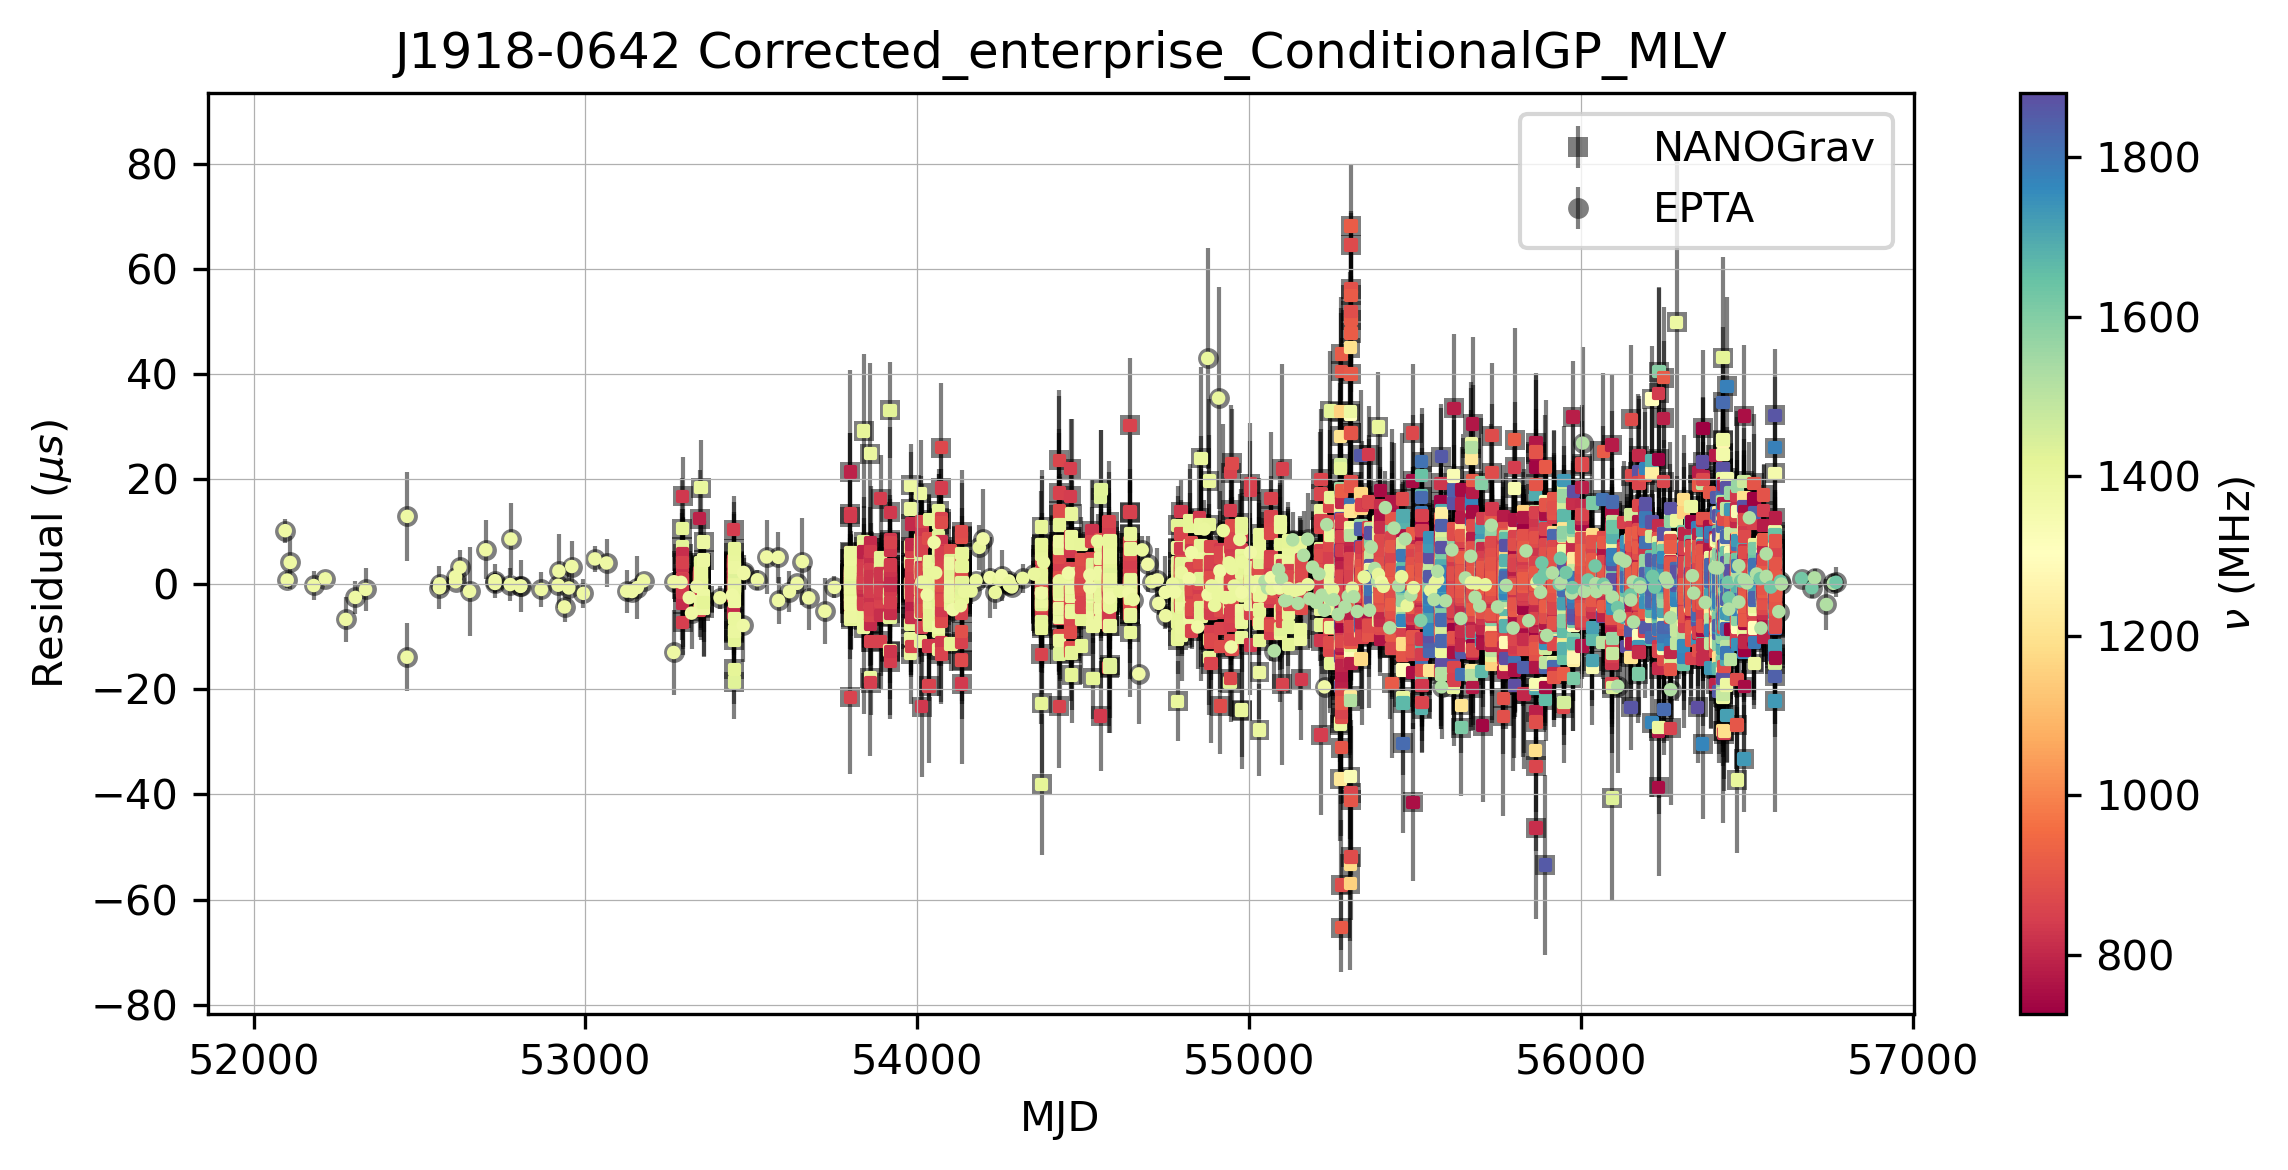 J1918-0642 Corrected_enterprise_ConditionalGP_MLV
NANOGrav
EPTA
80
60
40
20
0
−20
−40
−60
−80
Residual (μs)
52000 53000 54000 55000 56000 57000
MJD
1800
1600
1400
1200
1000
800
ν (MHz)